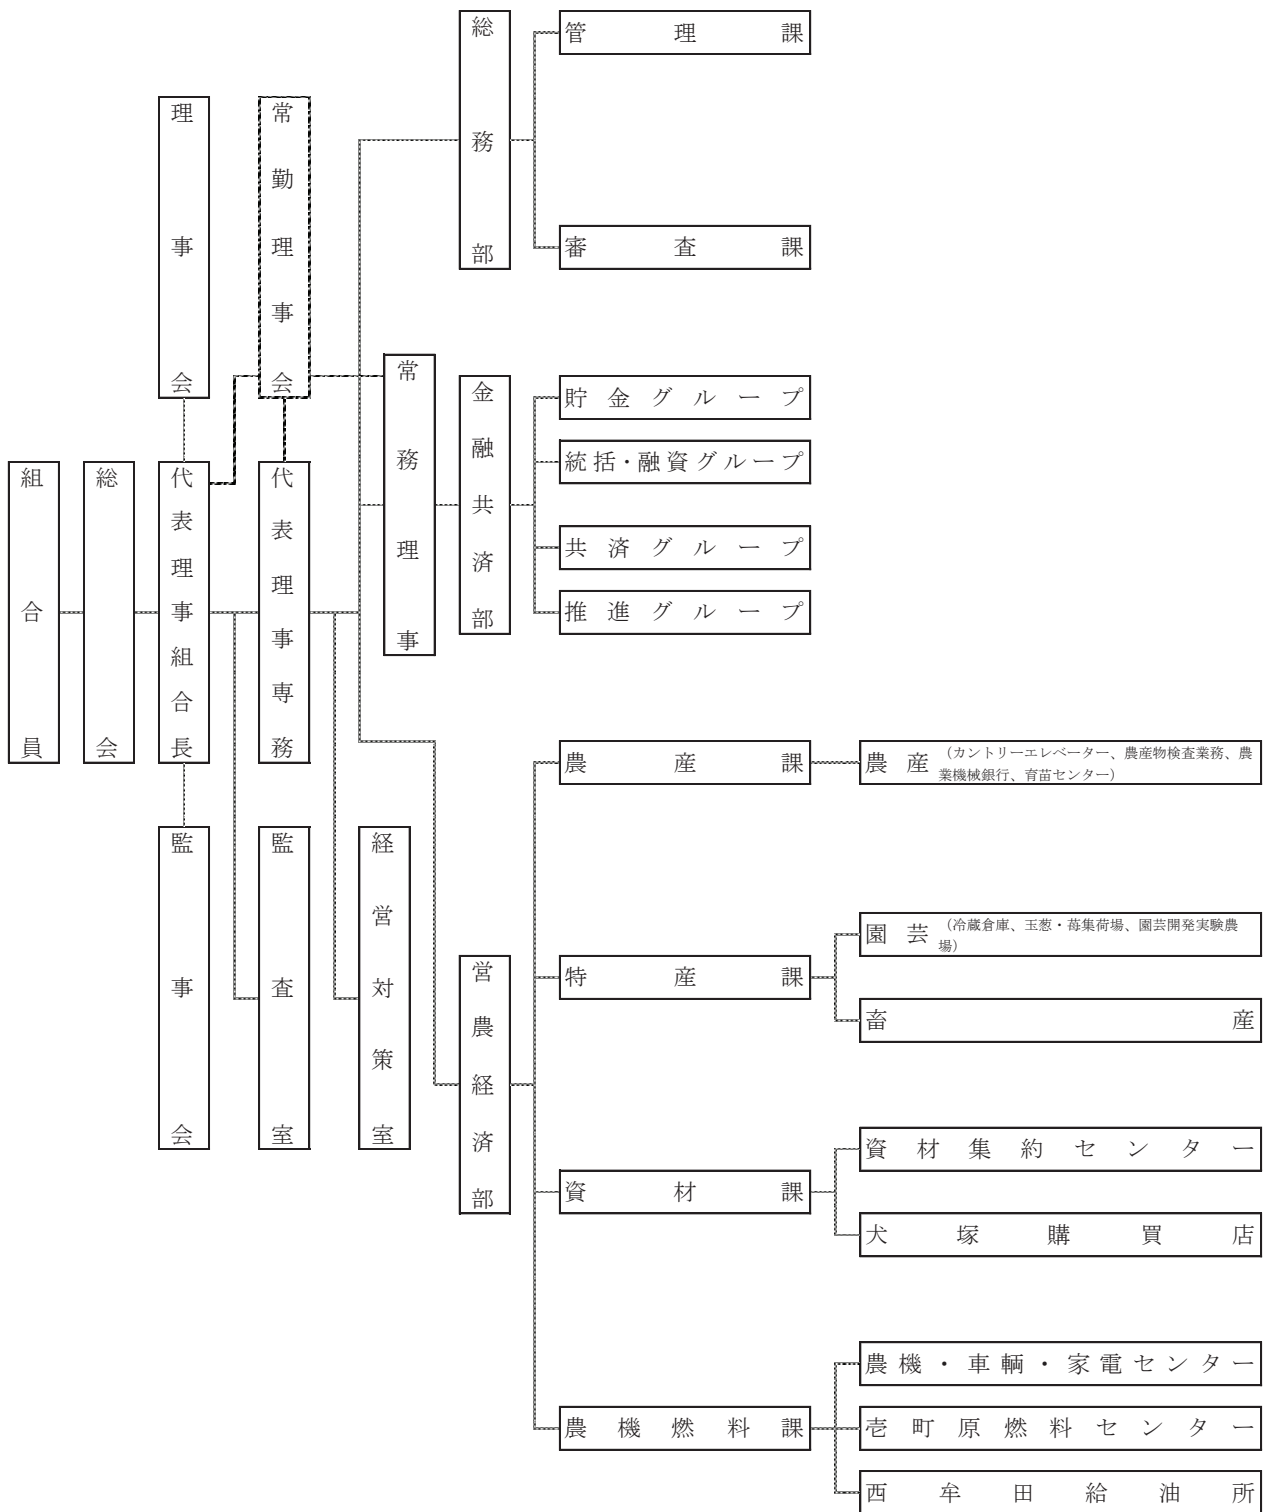 組合員
総会
理事会
代表理事組合長
監事会
常勤理事会
代表理事専務
監査室
経営対策室
常務理事
総務部
管理課
審査課
金融共済部
貯金グループ
統括・融資グループ
共済グループ
推進グループ
営農経済部
農産課
農産
（カントリーエレベーター、農産物検査業務、農
業機械銀行、育苗センター）
特産課
園芸
（冷蔵倉庫、玉葱・苺集荷場、園芸開発実験農
場）
畜産
資材課
資材集約センター
犬塚購買店
農機燃料課
農機・車輌・家電センター
壱町原燃料センター
西牟田給油所